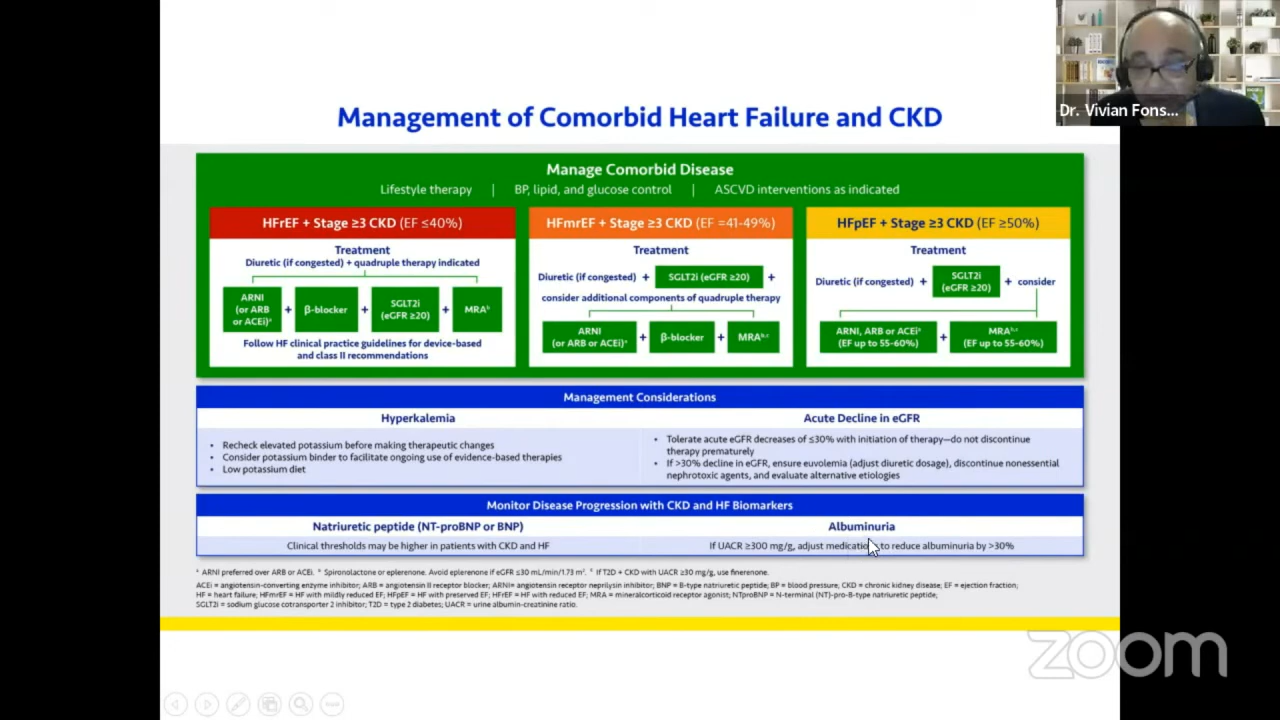 Dr. Vivian Fons...
Management of Comorbid Heart Failure and CKD
Manage Comorbid Disease
Lifestyle therapy | BP, lipid, and glucose control | ASCVD interventions as indicated
HFrEF + Stage ≥3 CKD (EF ≤40%)
Treatment
Diuretic (if congested) + quadruple therapy indicated
ARNI
(or ARB
or ACEi)ᵃ
+
β-blocker
+
SGLT2i
(eGFR ≥20)
+
MRAᵇ
Follow HF clinical practice guidelines for device-based
and class II recommendations
HFmrEF + Stage ≥3 CKD (EF =41-49%)
Treatment
Diuretic (if congested) + SGLT2i (eGFR ≥20) +
consider additional components of quadruple therapy
ARNI
(or ARB or ACEi)ᵃ
+
β-blocker
+
MRAᵇ·ᶜ
HFpEF + Stage ≥3 CKD (EF ≥50%)
Treatment
Diuretic (if congested) +
SGLT2i
(eGFR ≥20)
+ consider
ARNI, ARB or ACEiᵃ
(EF up to 55-60%)
+
MRAᵇ·ᶜ
(EF up to 55-60%)
Management Considerations
Hyperkalemia
• Recheck elevated potassium before making therapeutic changes
• Consider potassium binder to facilitate ongoing use of evidence-based therapies
• Low potassium diet
Acute Decline in eGFR
• Tolerate acute eGFR decreases of ≤30% with initiation of therapy—do not discontinue
therapy prematurely
• If >30% decline in eGFR, ensure euvolemia (adjust diuretic dosage), discontinue nonessential
nephrotoxic agents, and evaluate alternative etiologies
Monitor Disease Progression with CKD and HF Biomarkers
Natriuretic peptide (NT-proBNP or BNP)
Clinical thresholds may be higher in patients with CKD and HF
Albuminuria
If UACR ≥300 mg/g, adjust medications to reduce albuminuria by >30%
ᵃ ARNI preferred over ARB or ACEi. ᵇ Spironolactone or eplerenone. Avoid eplerenone if eGFR ≤30 mL/min/1.73 m². ᶜ If T2D + CKD with UACR ≥30 mg/g, use finerenone.
ACEi = angiotensin-converting enzyme inhibitor; ARB = angiotensin II receptor blocker; ARNI= angiotensin receptor neprilysin inhibitor; BNP = B-type natriuretic peptide; BP = blood pressure; CKD = chronic kidney disease; EF = ejection fraction;
HF = heart failure; HFmrEF = HF with mildly reduced EF; HFpEF = HF with preserved EF; HFrEF = HF with reduced EF; MRA = mineralcorticoid receptor agonist; NTproBNP = N-terminal (NT)-pro-B-type natriuretic peptide;
SGLT2i = sodium glucose cotransporter 2 inhibitor; T2D = type 2 diabetes; UACR = urine albumin-creatinine ratio.
zoom